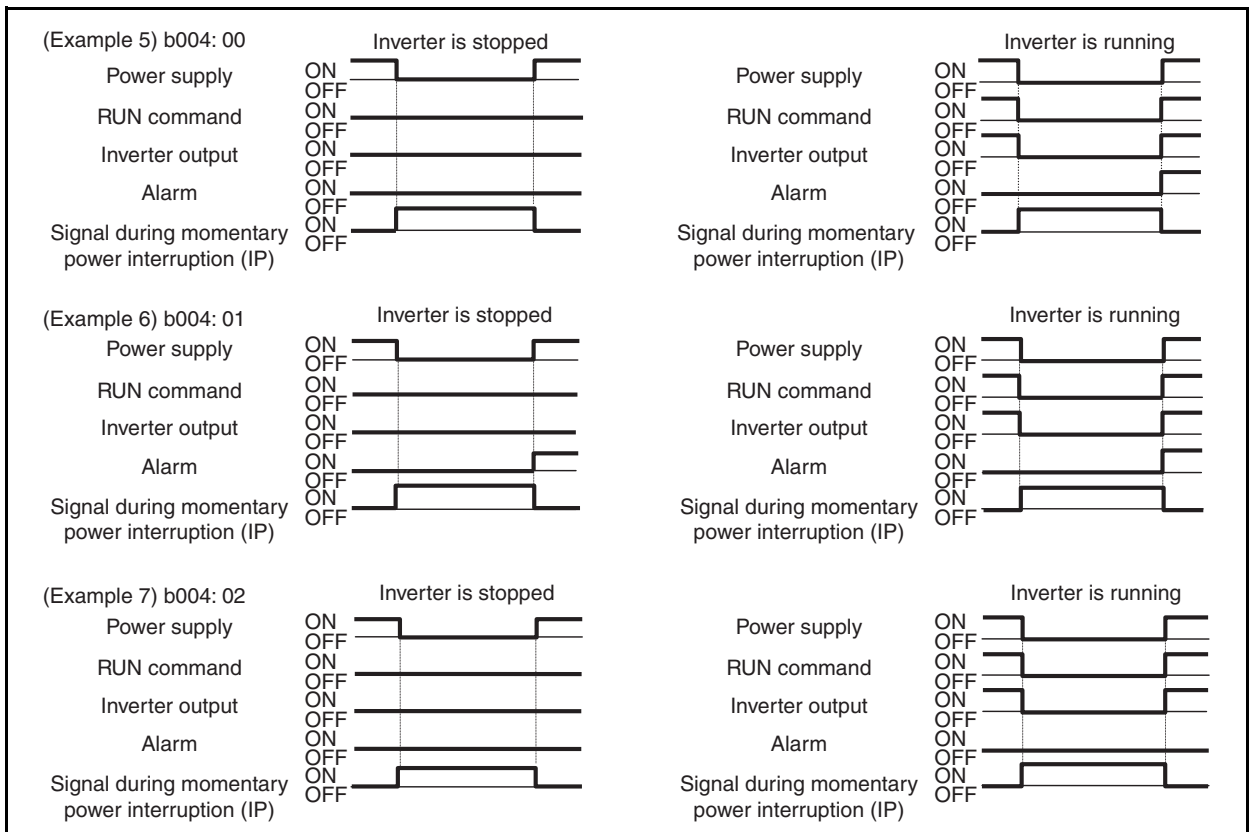 (Example 5) b004: 00
Inverter is stopped
Power supply
ON
OFF
RUN command
ON
OFF
Inverter output
ON
OFF
Alarm
ON
OFF
Signal during momentary
power interruption (IP)
ON
OFF
Inverter is running
Power supply
ON
OFF
RUN command
ON
OFF
Inverter output
ON
OFF
Alarm
ON
OFF
Signal during momentary
power interruption (IP)
ON
OFF
(Example 6) b004: 01
Inverter is stopped
Power supply
ON
OFF
RUN command
ON
OFF
Inverter output
ON
OFF
Alarm
ON
OFF
Signal during momentary
power interruption (IP)
ON
OFF
Inverter is running
Power supply
ON
OFF
RUN command
ON
OFF
Inverter output
ON
OFF
Alarm
ON
OFF
Signal during momentary
power interruption (IP)
ON
OFF
(Example 7) b004: 02
Inverter is stopped
Power supply
ON
OFF
RUN command
ON
OFF
Inverter output
ON
OFF
Alarm
ON
OFF
Signal during momentary
power interruption (IP)
ON
OFF
Inverter is running
Power supply
ON
OFF
RUN command
ON
OFF
Inverter output
ON
OFF
Alarm
ON
OFF
Signal during momentary
power interruption (IP)
ON
OFF